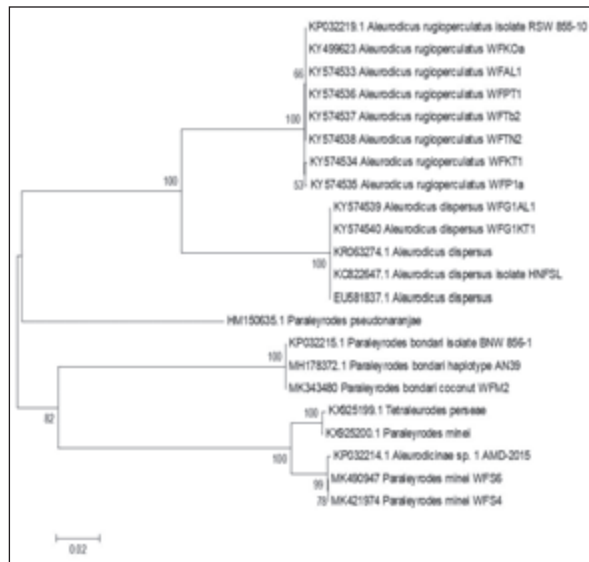 KP032219.1 Aleurodicus rugioperculatus isolate RSW 855-10
KY499623 Aleurodicus rugioperculatus WFKOa
66
KY574533 Aleurodicus rugioperculatus WFAL1
KY574536 Aleurodicus rugioperculatus WFPT1
100
KY574537 Aleurodicus rugioperculatus WFTb2
KY574538 Aleurodicus rugioperculatus WFTN2
KY574534 Aleurodicus rugioperculatus WFKT1
100
53
KY574535 Aleurodicus rugioperculatus WFP1a
KY574539 Aleurodicus dispersus WFG1AL1
KY574540 Aleurodicus dispersus WFG1KT1
KR063274.1 Aleurodicus dispersus
100
KC822647.1 Aleurodicus dispersus isolate HNFSL
EU581837.1 Aleurodicus dispersus
HM150635.1 Paraleyrodes pseudonaranjae
KP032215.1 Paraleyrodes bondari isolate BNW 856-1
100
MH178372.1 Paraleyrodes bondari haplotype AN39
MK343480 Paraleyrodes bondari coconut WFM2
82
100
KX925199.1 Tetraleurodes perseae
KX925200.1 Paraleyrodes minei
100
KP032214.1 Aleurodicinae sp. 1 AMD-2015
99
MK490947 Paraleyrodes minei WFS6
78
MK421974 Paraleyrodes minei WFS4
0.02